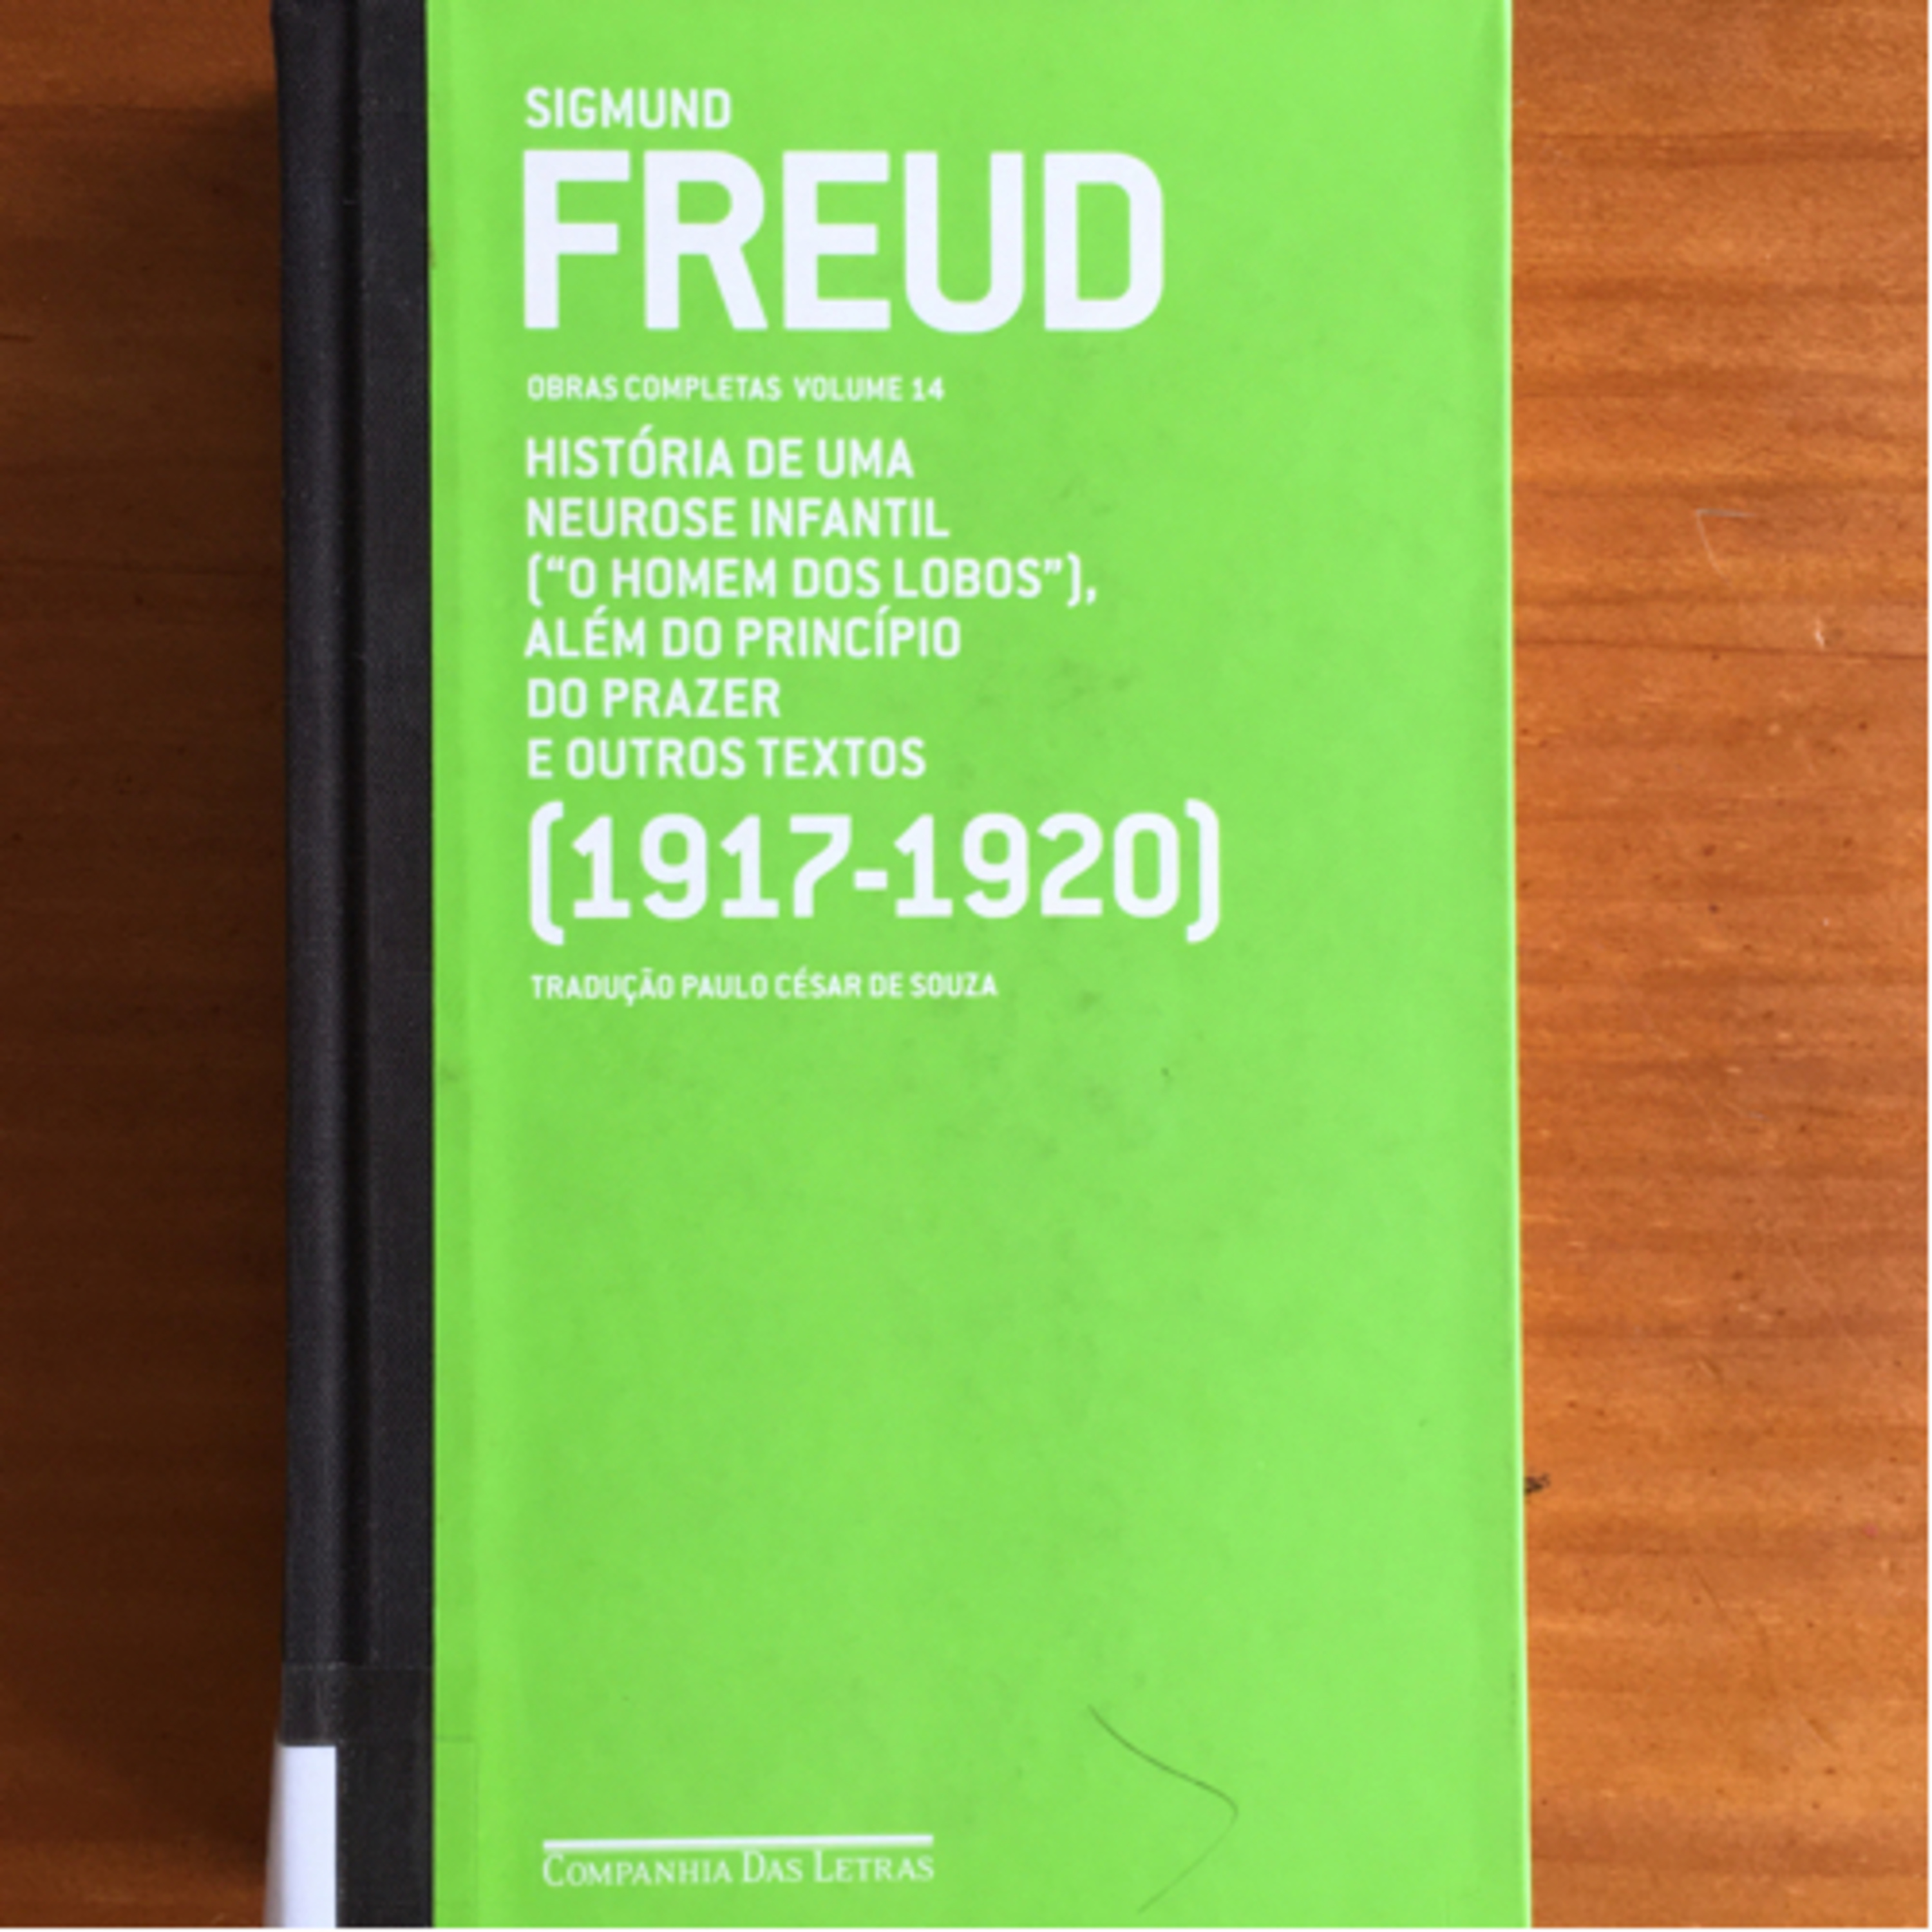 SIGMUND
FREUD
OBRAS COMPLETAS VOLUME 14
HISTÓRIA DE UMA
NEUROSE INFANTIL
(“O HOMEM DOS LOBOS”),
ALÉM DO PRINCÍPIO
DO PRAZER
E OUTROS TEXTOS
(1917-1920)
TRADUÇÃO PAULO CÉSAR DE SOUZA
COMPANHIA DAS LETRAS